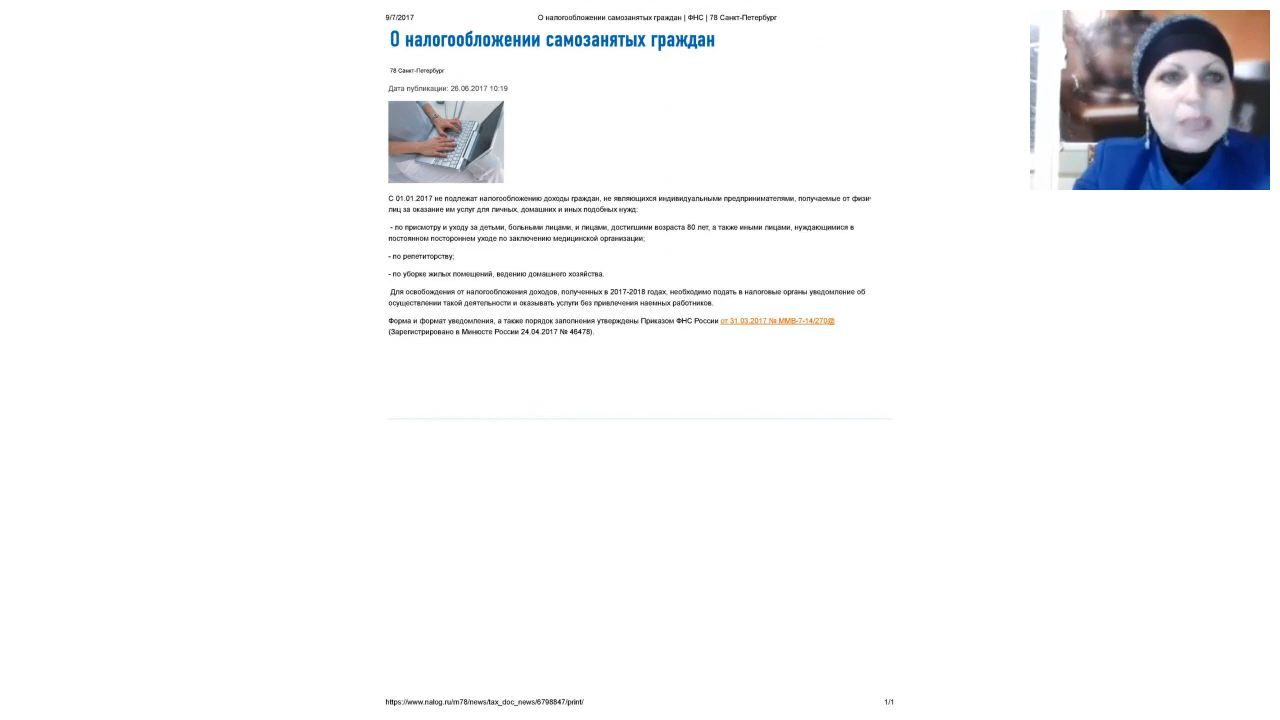 9/7/2017
О налогообложении самозанятых граждан | ФНС | 78 Санкт-Петербург
О налогообложении самозанятых граждан
78 Санкт-Петербург
Дата публикации: 26.06.2017 10:19
С 01.01.2017 не подлежат налогообложению доходы граждан, не являющихся индивидуальными предпринимателями, получаемые от физи
лиц за оказание им услуг для личных, домашних и иных подобных нужд:
- по присмотру и уходу за детьми, больными лицами, и лицами, достигшими возраста 80 лет, а также иными лицами, нуждающимися в
постоянном постороннем уходе по заключению медицинской организации;
- по репетиторству;
- по уборке жилых помещений, ведению домашнего хозяйства.
Для освобождения от налогообложения доходов, полученных в 2017-2018 годах, необходимо подать в налоговые органы уведомление об
осуществлении такой деятельности и оказывать услуги без привлечения наемных работников.
Форма и формат уведомления, а также порядок заполнения утверждены Приказом ФНС России от 31.03.2017 № ММВ-7-14/270@
(Зарегистрировано в Минюсте России 24.04.2017 № 46478).
https://www.nalog.ru/rn78/news/tax_doc_news/6798847/print/
1/1